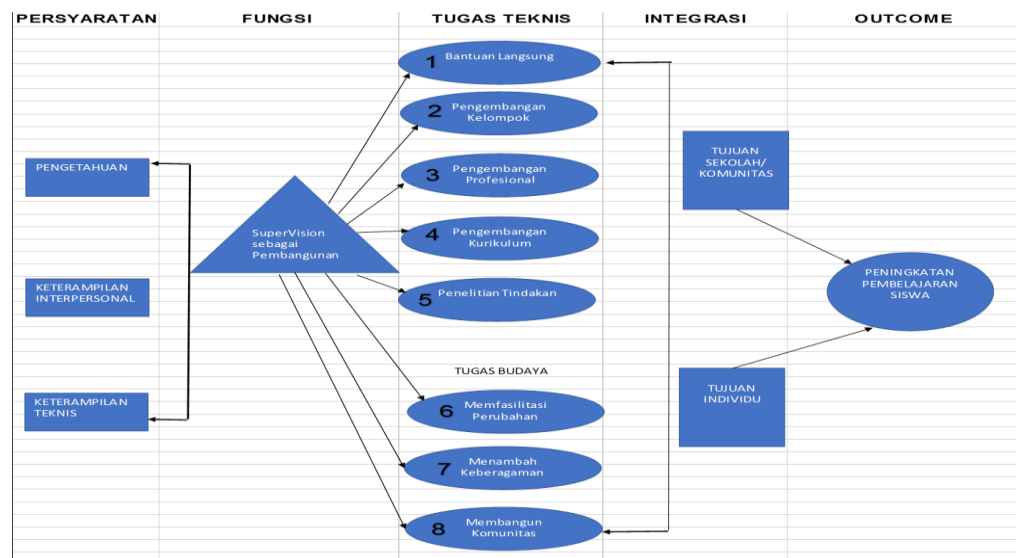 PERSYARATAN
FUNGSI
TUGAS TEKNIS
INTEGRASI
OUTCOME
PENGETAHUAN
KETERAMPILAN
INTERPERSONAL
KETERAMPILAN
TEKNIS
SuperVision
sebagai
Pembangunan
1 Bantuan Langsung
2 Pengembangan
Kelompok
3 Pengembangan
Profesional
4 Pengembangan
Kurikulum
5 Penelitian Tindakan
TUGAS BUDAYA
6 Memfasilitasi
Perubahan
7 Menambah
Keberagaman
8 Membangun
Komunitas
TUJUAN
SEKOLAH/
KOMUNITAS
TUJUAN
INDIVIDU
PENINGKATAN
PEMBELAJARAN
SISWA